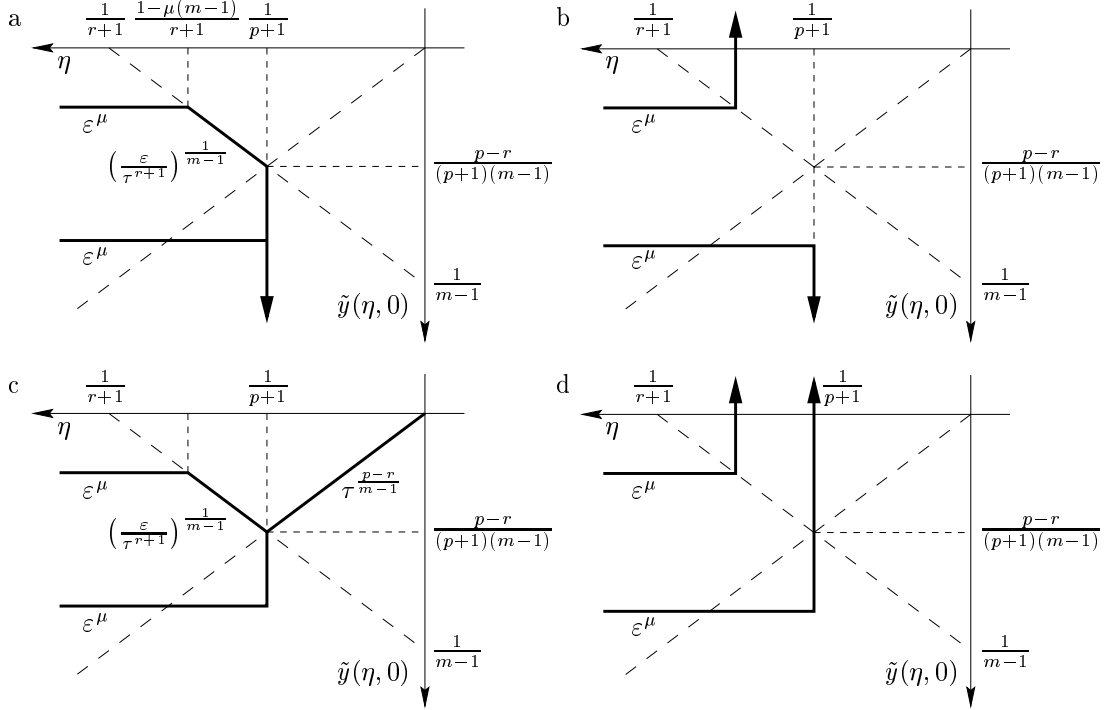 a
1/(r+1) (1−μ(m−1))/(r+1) 1/(p+1)
η
ε^μ
(ε/τ^{r+1})^{1/(m−1)}
(p−r)/((p+1)(m−1))
ε^μ
1/(m−1)
ỹ(η, 0)
b
1/(r+1) 1/(p+1)
η
ε^μ
(p−r)/((p+1)(m−1))
ε^μ
1/(m−1)
ỹ(η, 0)
c
1/(r+1) 1/(p+1)
η
ε^μ
τ^{(p−r)/(m−1)}
(ε/τ^{r+1})^{1/(m−1)}
(p−r)/((p+1)(m−1))
ε^μ
1/(m−1)
ỹ(η, 0)
d
1/(r+1) 1/(p+1)
η
ε^μ
(p−r)/((p+1)(m−1))
ε^μ
1/(m−1)
ỹ(η, 0)